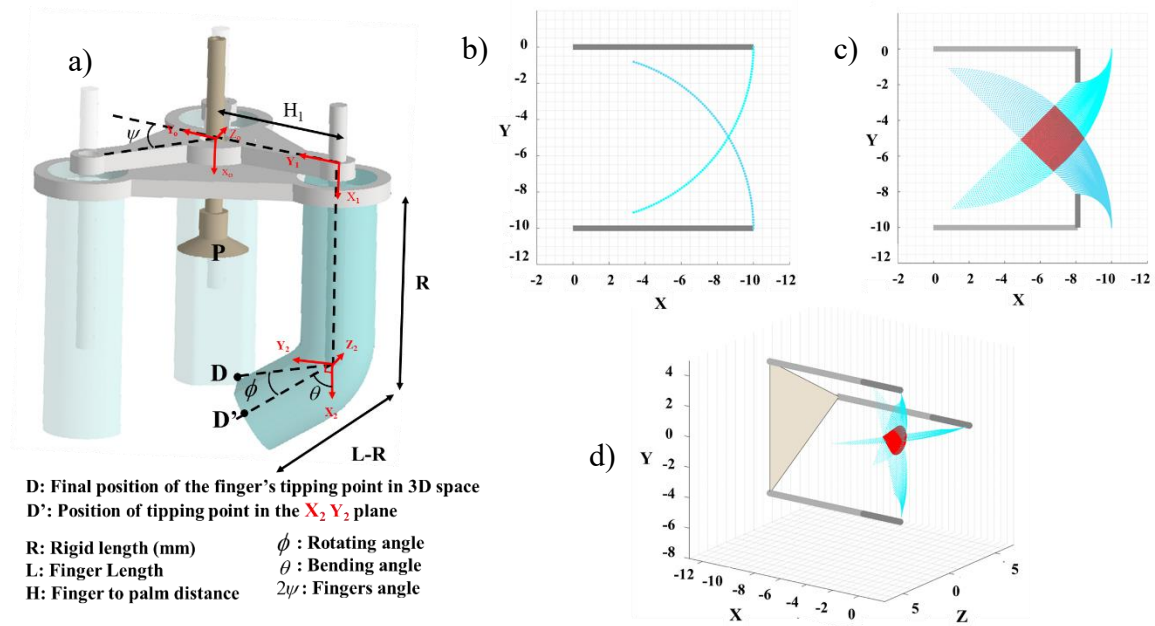 a)
H₁
ψ
Y₀
Z₀
X₀
Y₁
X₁
P
R
Y₂
Z₂
D
ϕ
θ
D'
X₂
L-R
D: Final position of the finger's tipping point in 3D space
D': Position of tipping point in the X₂ Y₂ plane
R: Rigid length (mm)
L: Finger Length
H: Finger to palm distance
ϕ : Rotating angle
θ : Bending angle
2ψ : Fingers angle
b)
0
-2
-4
Y
-6
-8
-10
-12
-2 0 -2 -4 -6 -8 -10 -12
X
c)
0
-2
-4
Y
-6
-8
-10
-12
-2 0 -2 -4 -6 -8 -10 -12
X
d)
4
2
0
Y
-2
-4
-6
-8
-12 -10 -8 -6 -4 -2 0
X
5 0 5
Z